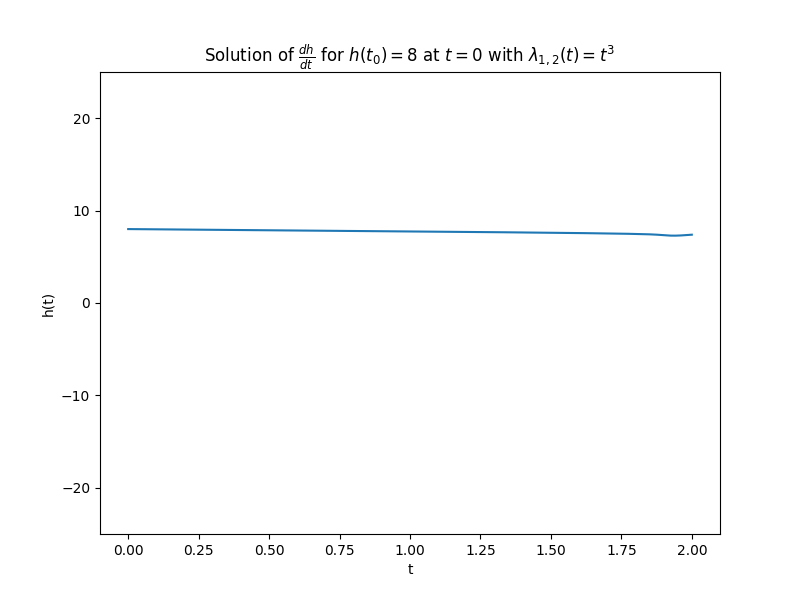 Solution of dh/dt for h(t₀) = 8 at t = 0 with λ₁,₂(t) = t³
20
10
0
−10
−20
h(t)
0.00 0.25 0.50 0.75 1.00 1.25 1.50 1.75 2.00
t